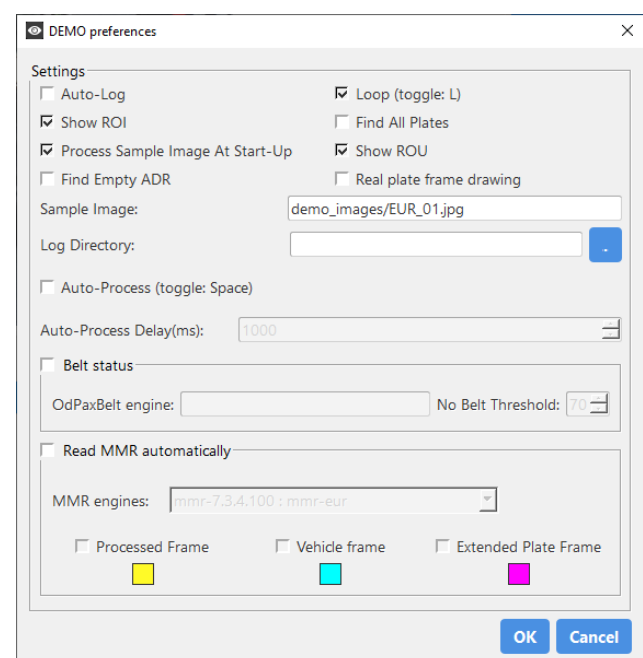 DEMO preferences
Settings
Auto-Log
Loop (toggle: L)
Show ROI
Find All Plates
Process Sample Image At Start-Up
Show ROU
Find Empty ADR
Real plate frame drawing
Sample Image:
demo_images/EUR_01.jpg
Log Directory:
.
Auto-Process (toggle: Space)
Auto-Process Delay(ms):
1000
Belt status
OdPaxBelt engine:
No Belt Threshold:
70
Read MMR automatically
MMR engines:
mmr-7.3.4.100 : mmr-eur
Processed Frame
Vehicle frame
Extended Plate Frame
OK
Cancel